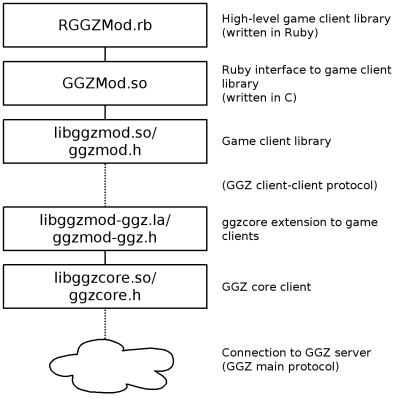 RGGZMod.rb
High-level game client library
(written in Ruby)
GGZMod.so
Ruby interface to game client
library
(written in C)
libggzmod.so/
ggzmod.h
Game client library
(GGZ client-client protocol)
libggzmod-ggz.la/
ggzmod-ggz.h
ggzcore extension to game
clients
libggzcore.so/
ggzcore.h
GGZ core client
Connection to GGZ server
(GGZ main protocol)